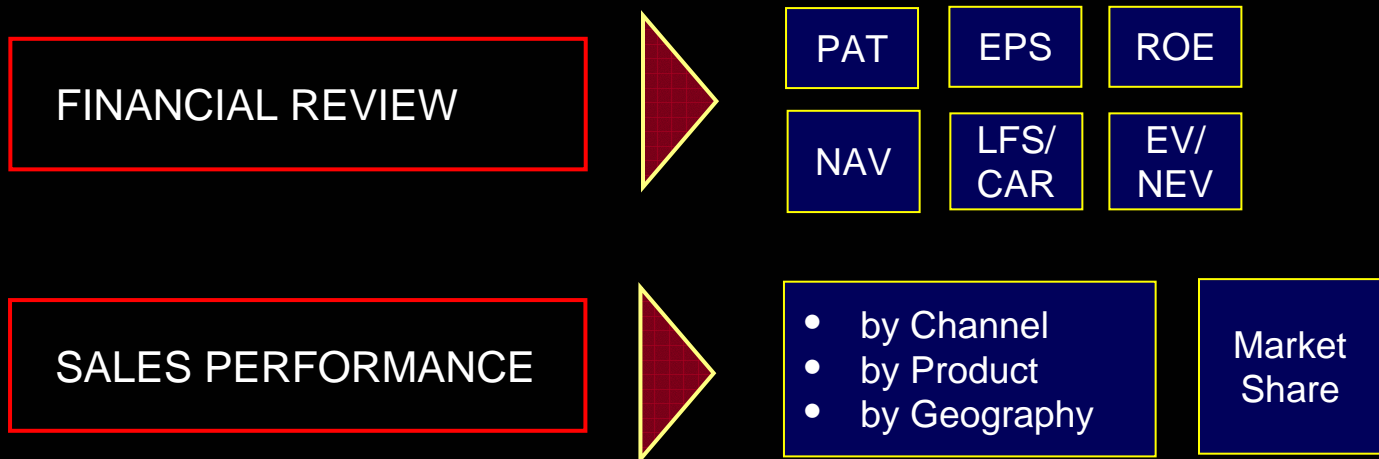 FINANCIAL REVIEW
PAT
EPS
ROE
NAV
LFS/
CAR
EV/
NEV
SALES PERFORMANCE
• by Channel
• by Product
• by Geography
Market
Share